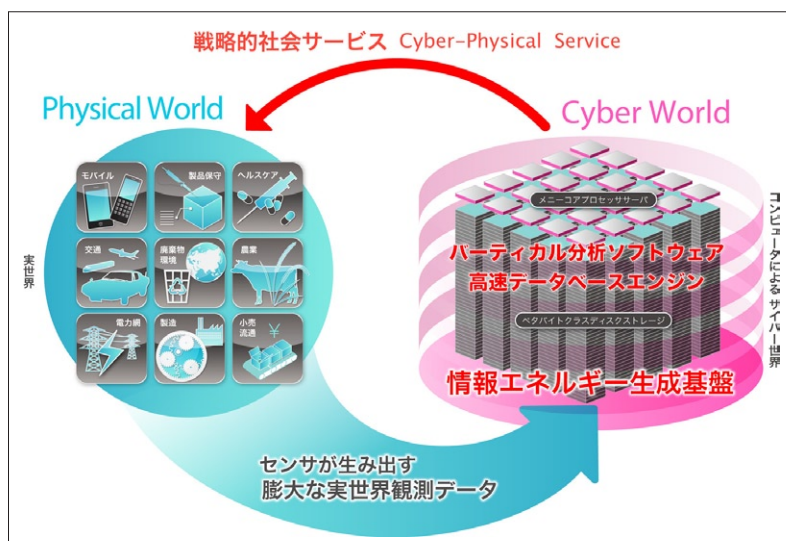 戦略的社会サービス Cyber-Physical Service
Physical World
Cyber World
モバイル
製品保守
ヘルスケア
交通
廃棄物
環境
農業
電力網
製造
小売
流通
¥
実世界
メニーコアプロセッササーバ
バーティカル分析ソフトウェア
高速データベースエンジン
ペタバイトクラスディスクストレージ
情報エネルギー生成基盤
コンピュータによる サイバー世界
センサが生み出す
膨大な実世界観測データ